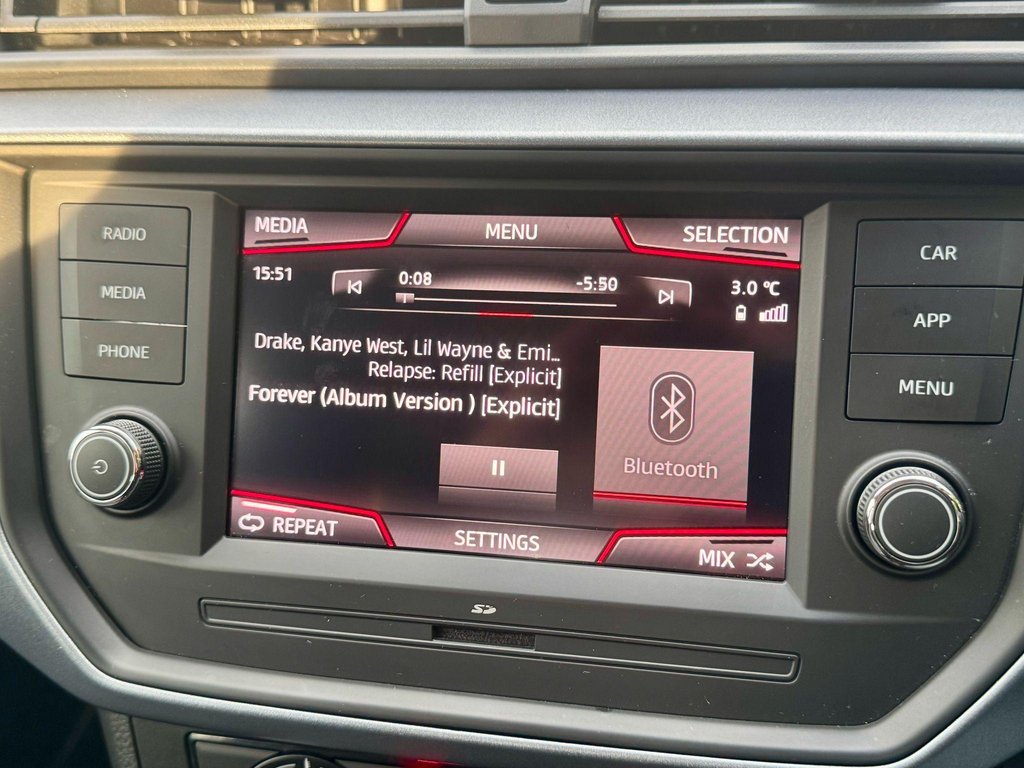 RADIO
MEDIA
PHONE
MEDIA
MENU
SELECTION
15:51
0:08
-5:50
3.0 °C
Drake, Kanye West, Lil Wayne & Emi...
Relapse: Refill [Explicit]
Forever (Album Version ) [Explicit]
Bluetooth
REPEAT
SETTINGS
MIX
CAR
APP
MENU
SD